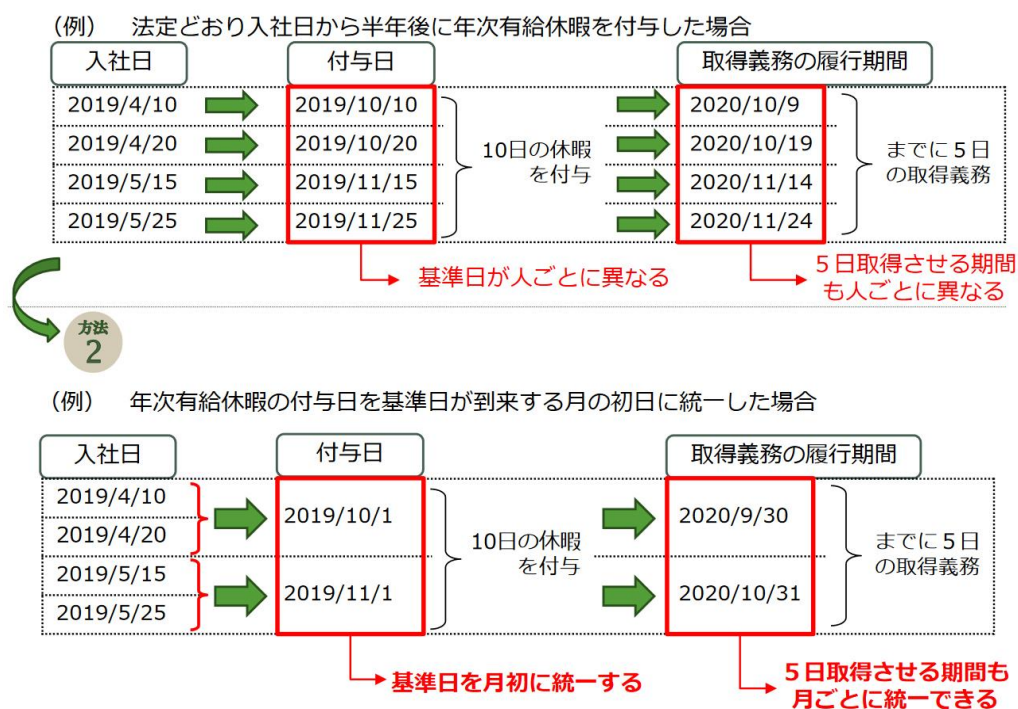 （例） 法定どおり入社日から半年後に年次有給休暇を付与した場合
入社日 付与日 取得義務の履行期間
2019/4/10 2019/10/10 2020/10/9
2019/4/20 2019/10/20 2020/10/19
2019/5/15 2019/11/15 2020/11/14
2019/5/25 2019/11/25 2020/11/24
10日の休暇
を付与
までに５日
の取得義務
基準日が人ごとに異なる
５日取得させる期間
も人ごとに異なる
方法
2
（例） 年次有給休暇の付与日を基準日が到来する月の初日に統一した場合
入社日 付与日 取得義務の履行期間
2019/4/10
2019/4/20
2019/10/1
2020/9/30
2019/5/15
2019/5/25
2019/11/1
2020/10/31
10日の休暇
を付与
までに５日
の取得義務
基準日を月初に統一する
５日取得させる期間も
月ごとに統一できる